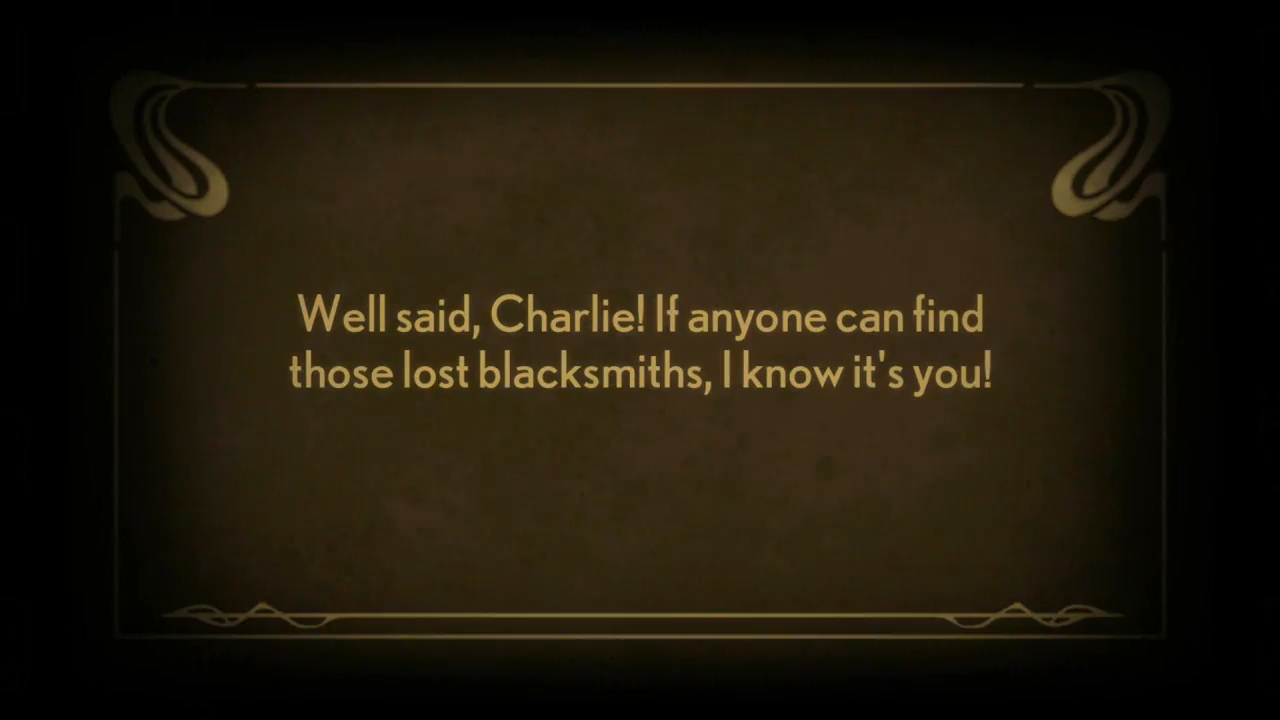 Well said, Charlie! If anyone can find
those lost blacksmiths, I know it's you!